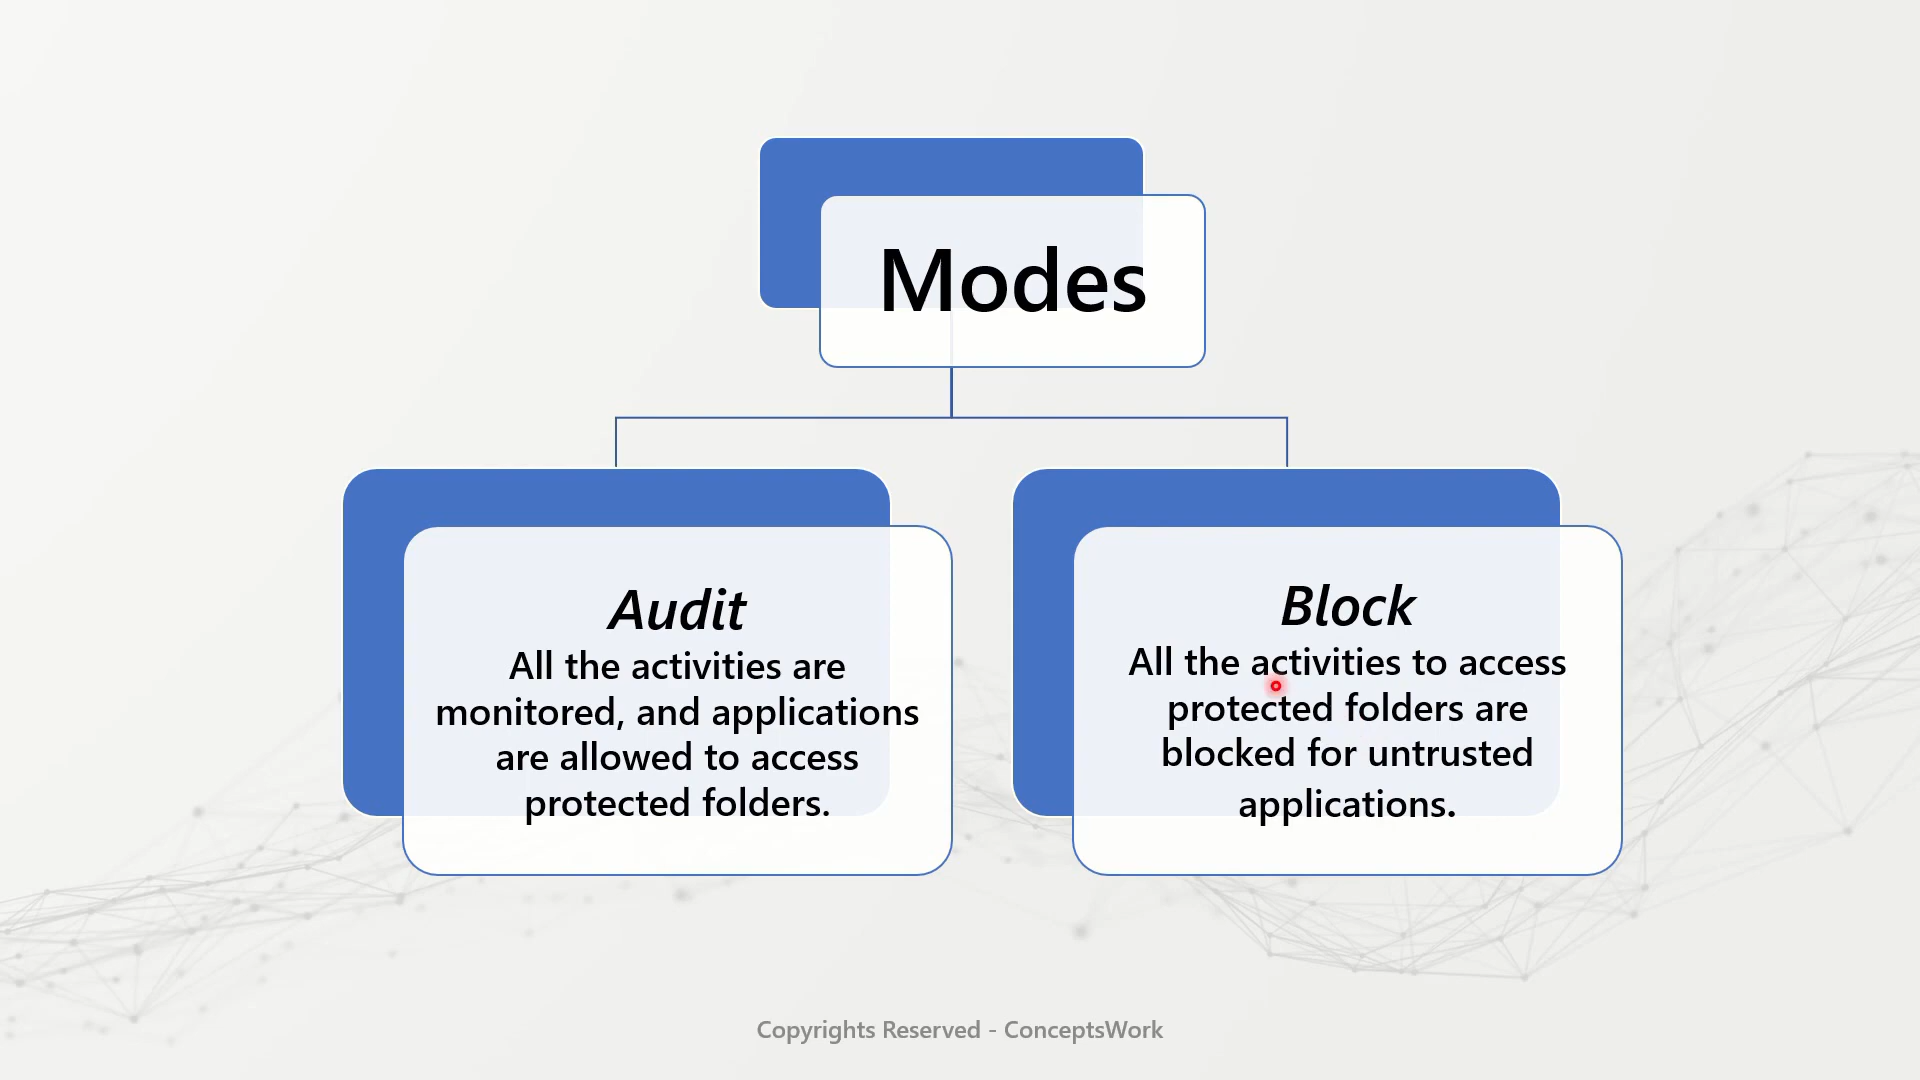 Modes
Audit
All the activities are
monitored, and applications
are allowed to access
protected folders.
Block
All the activities to access
protected folders are
blocked for untrusted
applications.
Copyrights Reserved - ConceptsWork